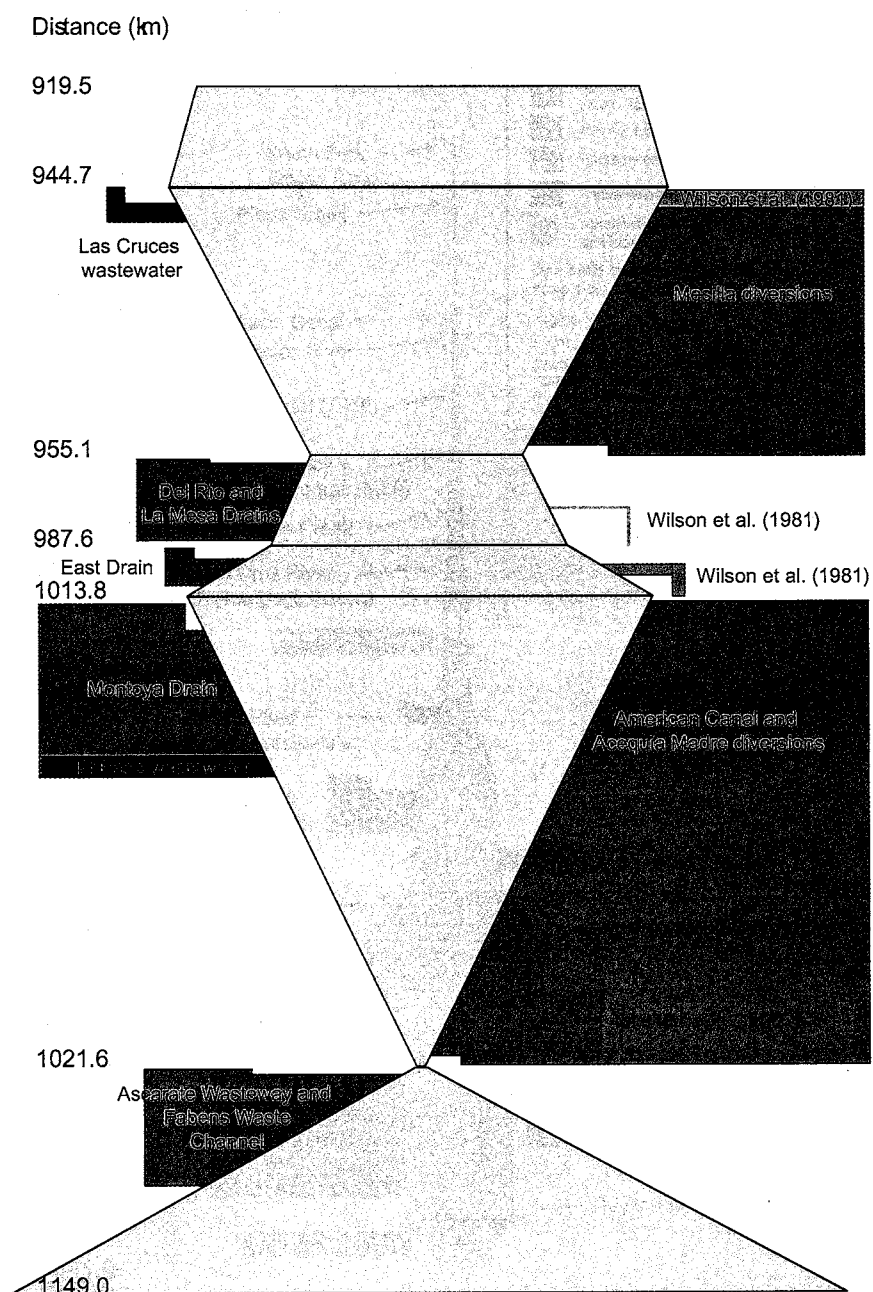 Distance (km)
919.5
944.7
Wilson et al. (1981)
Las Cruces
wastewater
Mesilla diversions
955.1
Del Rio and
La Mesa Drains
Wilson et al. (1981)
987.6
East Drain
Wilson et al. (1981)
1013.8
Montoya Drain
American Canal and
Acequia Madre diversions
1021.6
Ascarate Wasteway and
Fabens Waste
Channel
1149.0